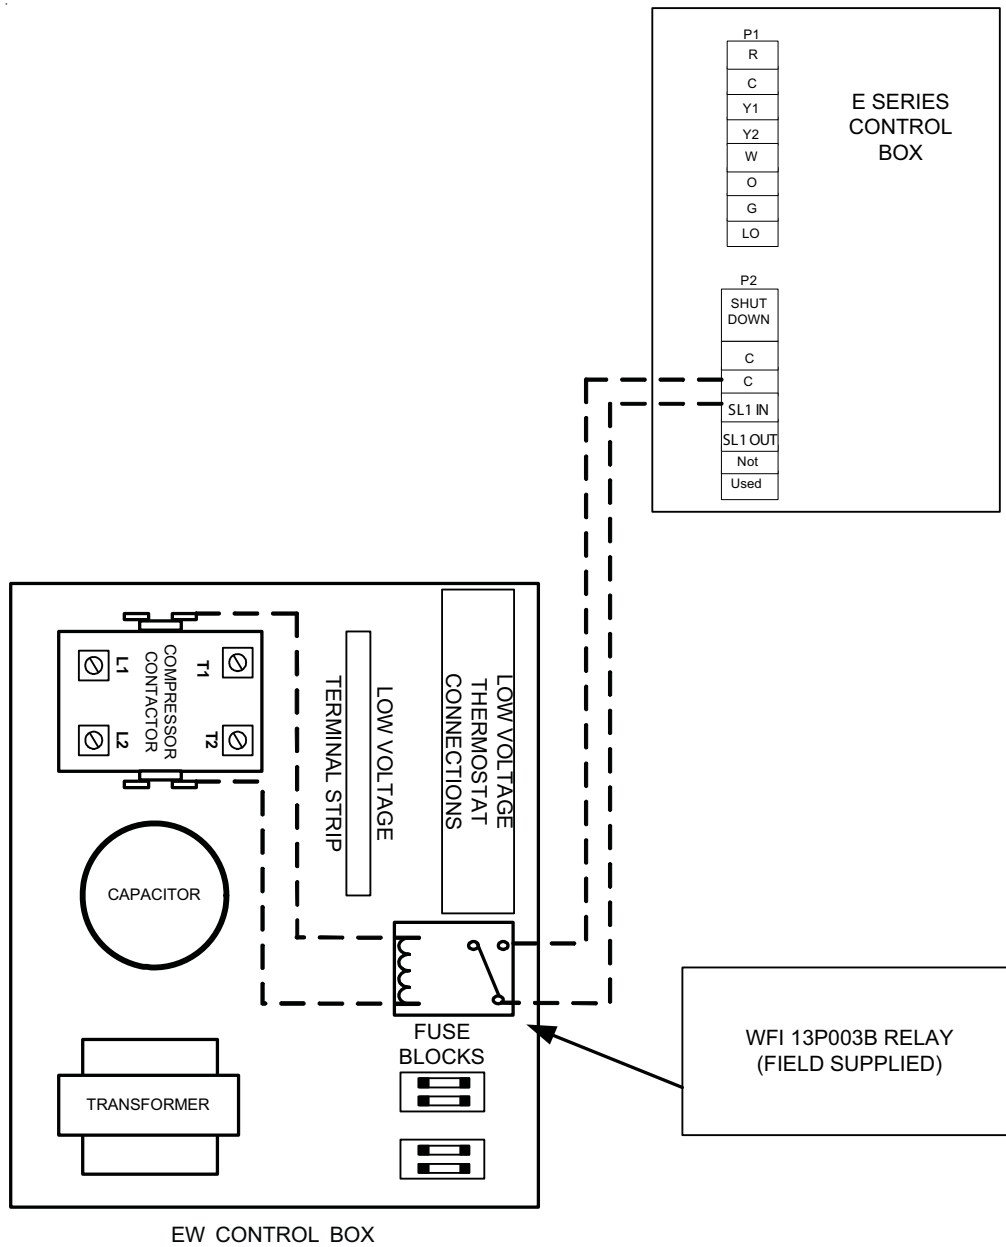 P1
R
C
Y1
Y2
W
O
G
LO
E SERIES
CONTROL
BOX
P2
SHUT
DOWN
C
C
SL1 IN
SL1 OUT
Not
Used
L1
L2
COMPRESSOR
CONTACTOR
T1
T2
LOW VOLTAGE
TERMINAL STRIP
LOW VOLTAGE
THERMOSTAT
CONNECTIONS
CAPACITOR
FUSE
BLOCKS
TRANSFORMER
WFI 13P003B RELAY
(FIELD SUPPLIED)
EW CONTROL BOX